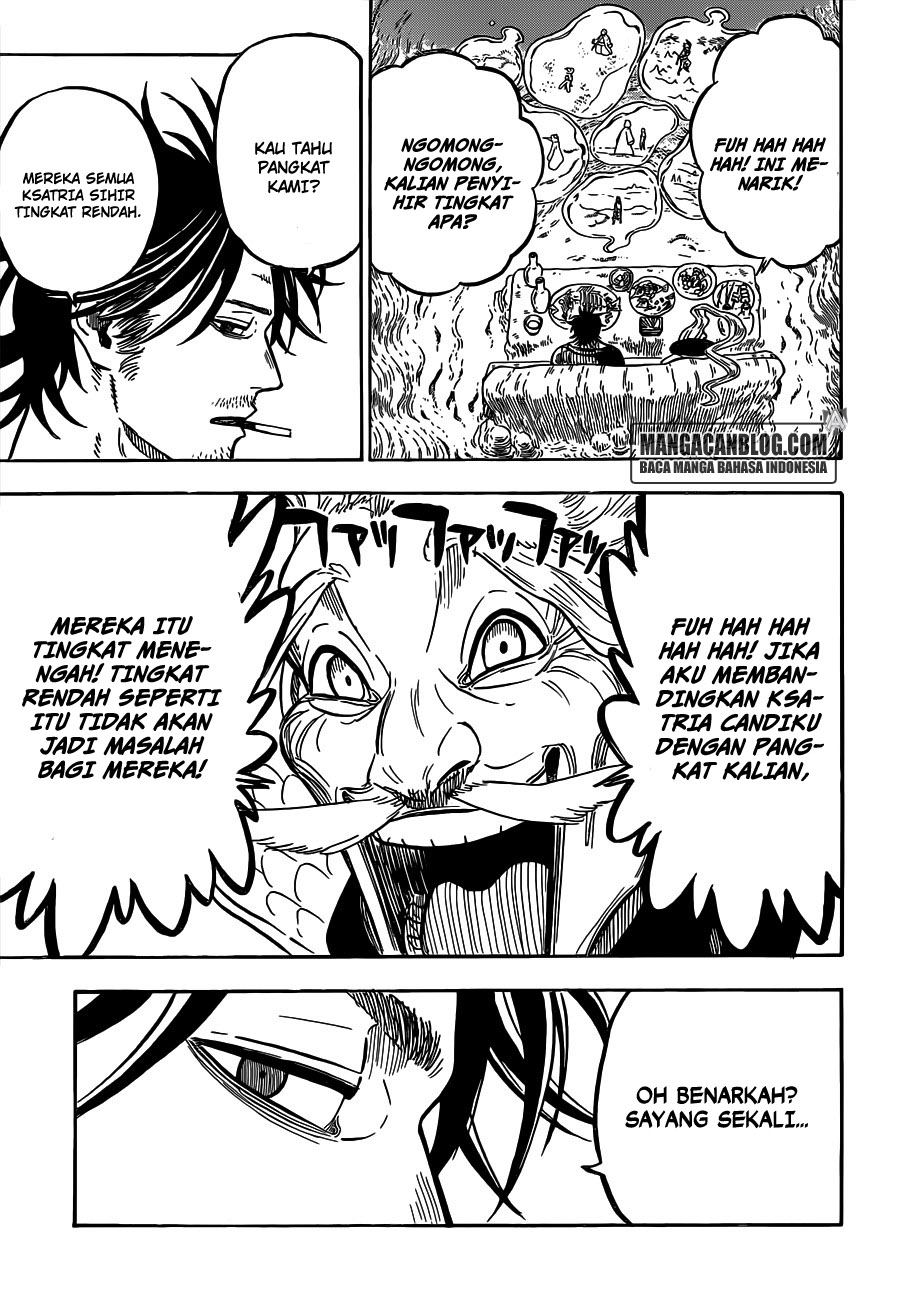 FUH HAH HAH
HAH! INI ME-
NARIK!
NGOMONG-
NGOMONG,
KALIAN PENYI-
HIR TINGKAT
APA?
KAU TAHU
PANGKAT
KAMI?
MEREKA SEMUA
KSATRIA SIHIR
TINGKAT RENDAH.
MANGACANBLOG.COM
BACA MANGA BAHASA INDONESIA
ファッファッファッ
FUH HAH HAH
HAH HAH! JIKA
AKU MEMBAN-
DINGKAN KSA-
TRIA CANDIKU
DENGAN PANG-
KAT KALIAN,
MEREKA ITU
TINGKAT MENE-
NGAH! TINGKAT
RENDAH SEPERTI
ITU TIDAK AKAN
JADI MASALAH
BAGI MEREKA!
OH BENARKAH?
SAYANG SEKALI...